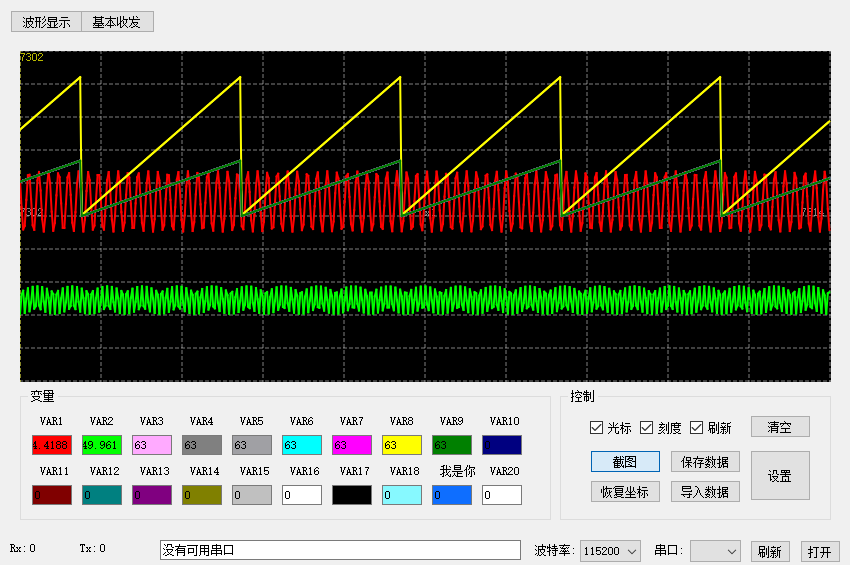 波形显示 基本收发
7302
7302 7814
变量 控制
VAR1 VAR2 VAR3 VAR4 VAR5 VAR6 VAR7 VAR8 VAR9 VAR10
光标 刻度 刷新 清空
4.4188 49.961 63 63 63 63 63 63 63
截图 保存数据 设置
VAR11 VAR12 VAR13 VAR14 VAR15 VAR16 VAR17 VAR18 我是你 VAR20
0 0 0 0 0 0 0 0 0
恢复坐标 导入数据
Rx:0 Tx:0 没有可用串口 波特率: 115200 串口: 刷新 打开